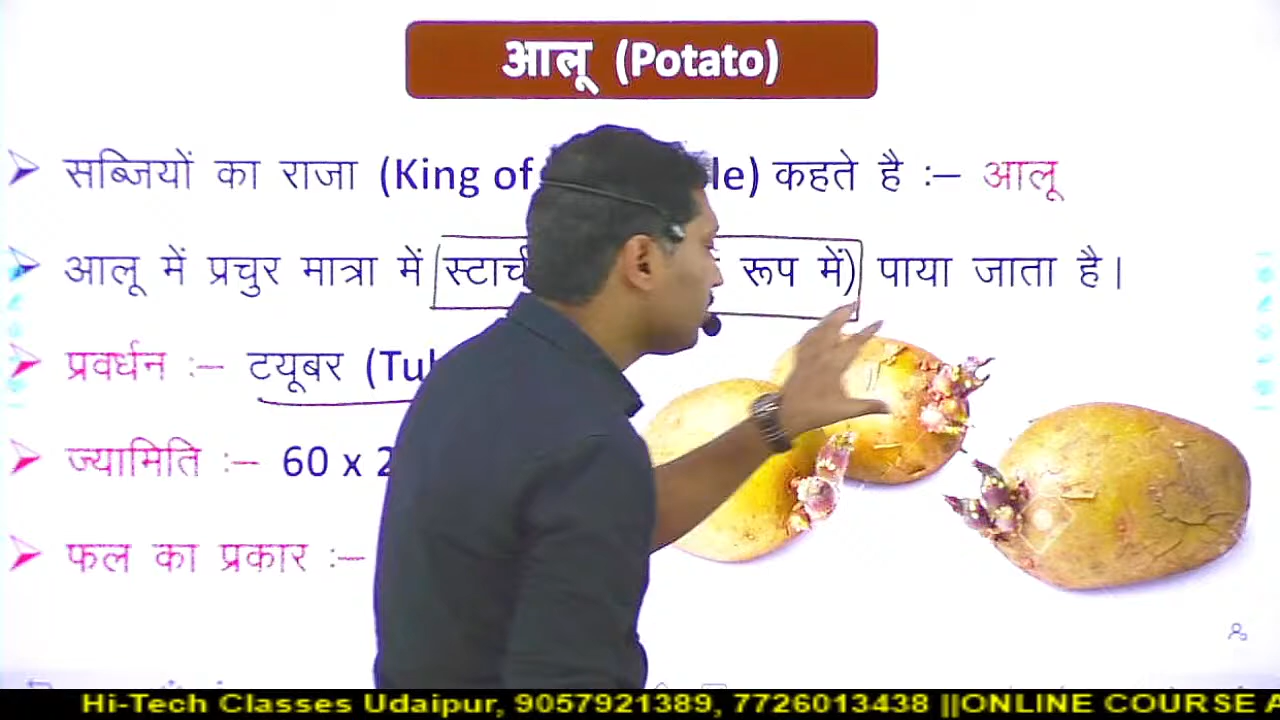 आलू (Potato)
सब्जियों का राजा (King of le) कहते है :– आलू
आलू में प्रचुर मात्रा में स्टार्च रूप में) पाया जाता है।
प्रवर्धन :– टयूबर (Tu
ज्यामिति :– 60 x 2
फल का प्रकार :–
Hi-Tech Classes Udaipur, 9057921389, 7726013438 ||ONLINE COURSE A